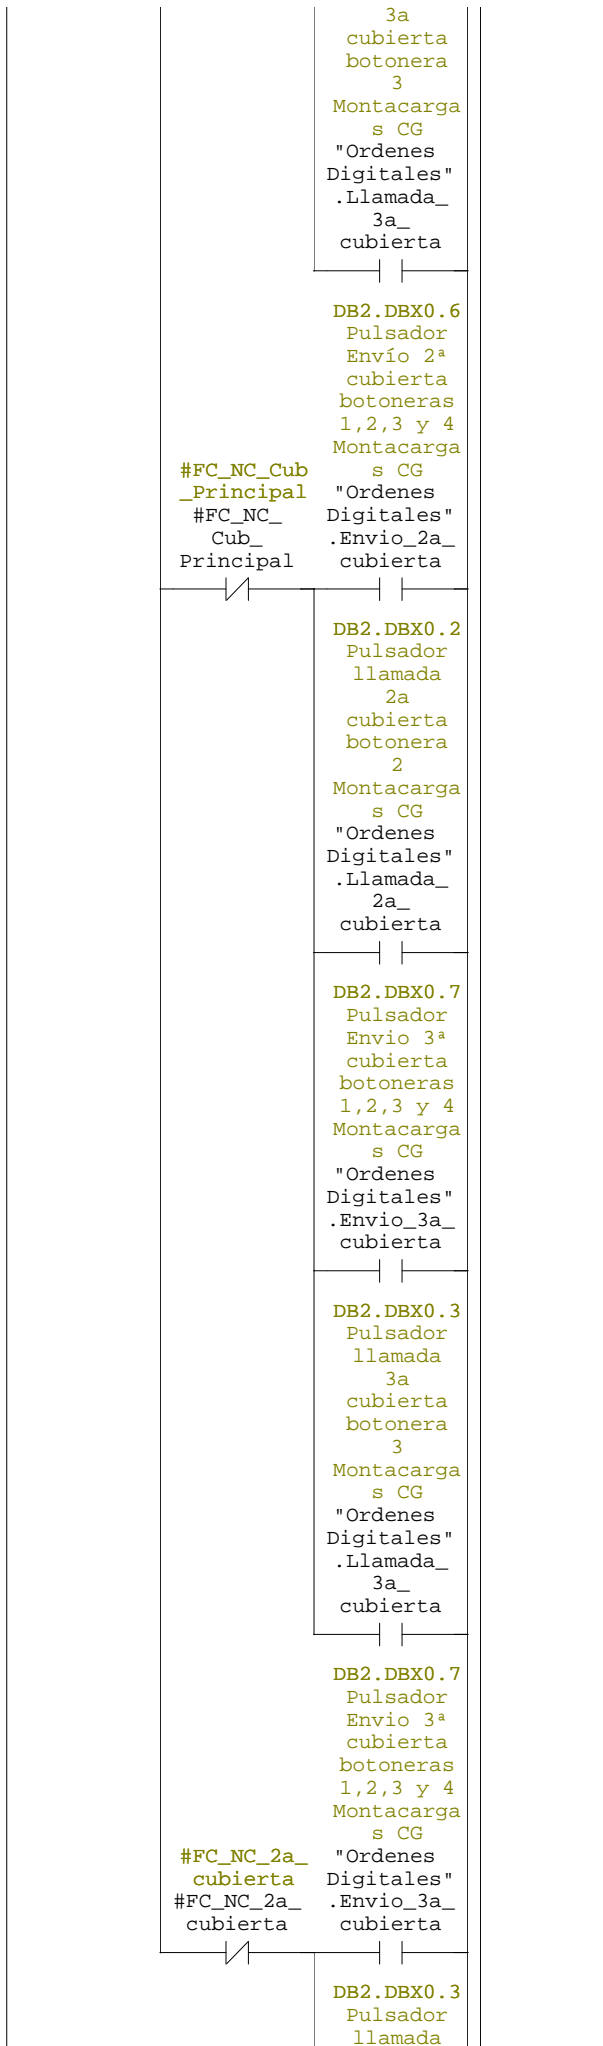 3a
cubierta
botonera
3
Montacarga
s CG
"Ordenes
Digitales"
.Llamada_
3a_
cubierta
DB2.DBX0.6
Pulsador
Envío 2ª
cubierta
botoneras
1,2,3 y 4
Montacarga
s CG
#FC_NC_Cub
_Principal
#FC_NC_
Cub_
Principal
"Ordenes
Digitales"
.Envio_2a_
cubierta
DB2.DBX0.2
Pulsador
llamada
2a
cubierta
botonera
2
Montacarga
s CG
"Ordenes
Digitales"
.Llamada_
2a_
cubierta
DB2.DBX0.7
Pulsador
Envio 3ª
cubierta
botoneras
1,2,3 y 4
Montacarga
s CG
"Ordenes
Digitales"
.Envio_3a_
cubierta
DB2.DBX0.3
Pulsador
llamada
3a
cubierta
botonera
3
Montacarga
s CG
"Ordenes
Digitales"
.Llamada_
3a_
cubierta
DB2.DBX0.7
Pulsador
Envio 3ª
cubierta
botoneras
1,2,3 y 4
Montacarga
s CG
#FC_NC_2a_
cubierta
#FC_NC_2a_
cubierta
"Ordenes
Digitales"
.Envio_3a_
cubierta
DB2.DBX0.3
Pulsador
llamada